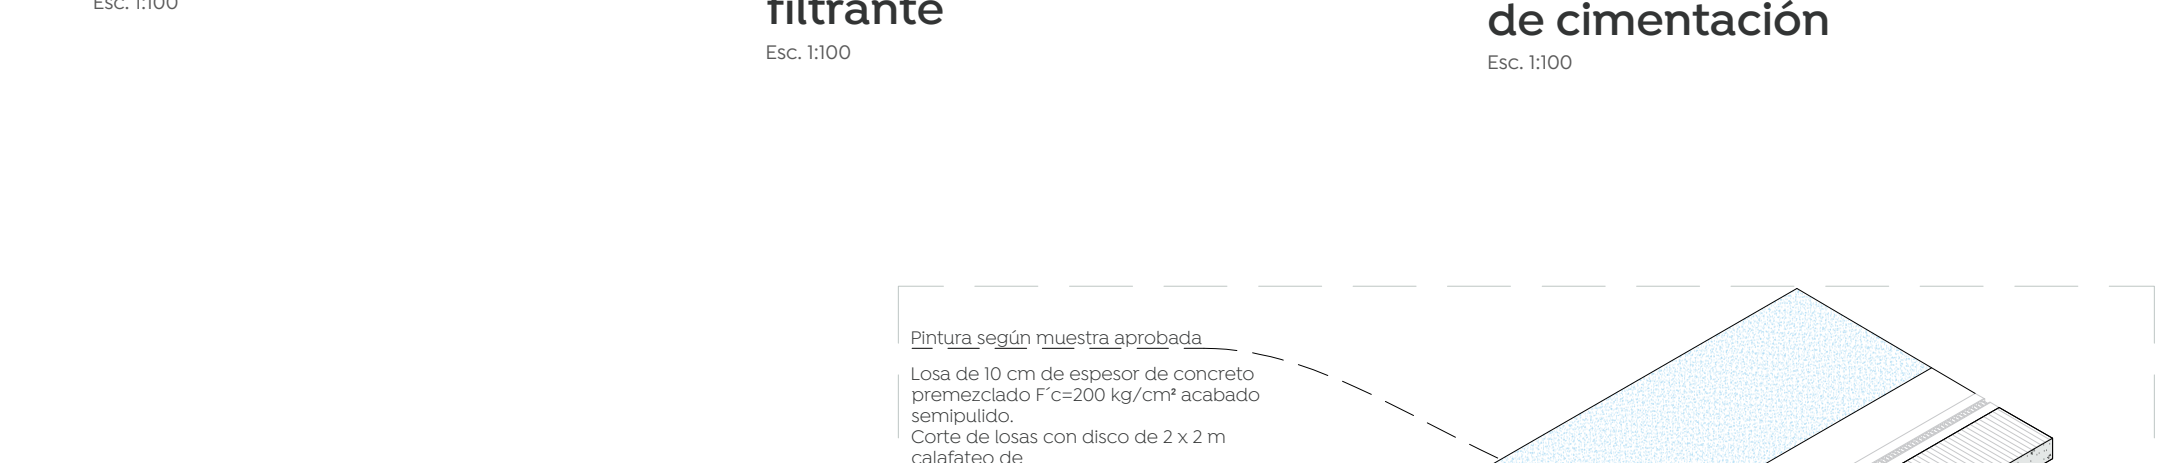 Esc. 1:100
filtrante
Esc. 1:100
de cimentación
Esc. 1:100
Pintura según muestra aprobada
Losa de 10 cm de espesor de concreto
premezclado F´c=200 kg/cm² acabado
semipulido.
Corte de losas con disco de 2 x 2 m
calafateo de